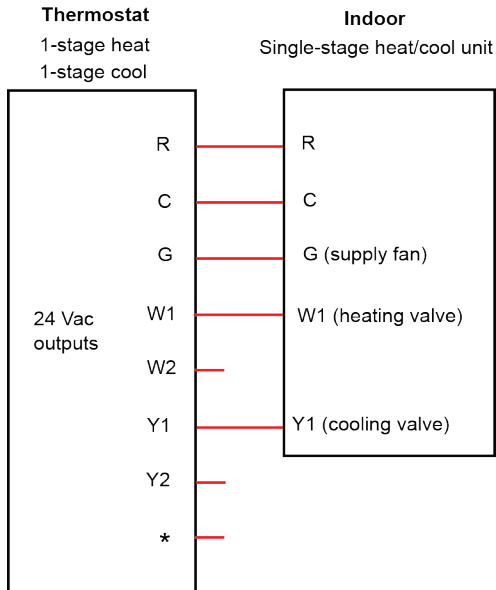 Thermostat
1-stage heat
1-stage cool
Indoor
Single-stage heat/cool unit
R
R
C
C
G
G (supply fan)
24 Vac
outputs
W1
W1 (heating valve)
W2
Y1
Y1 (cooling valve)
Y2
*